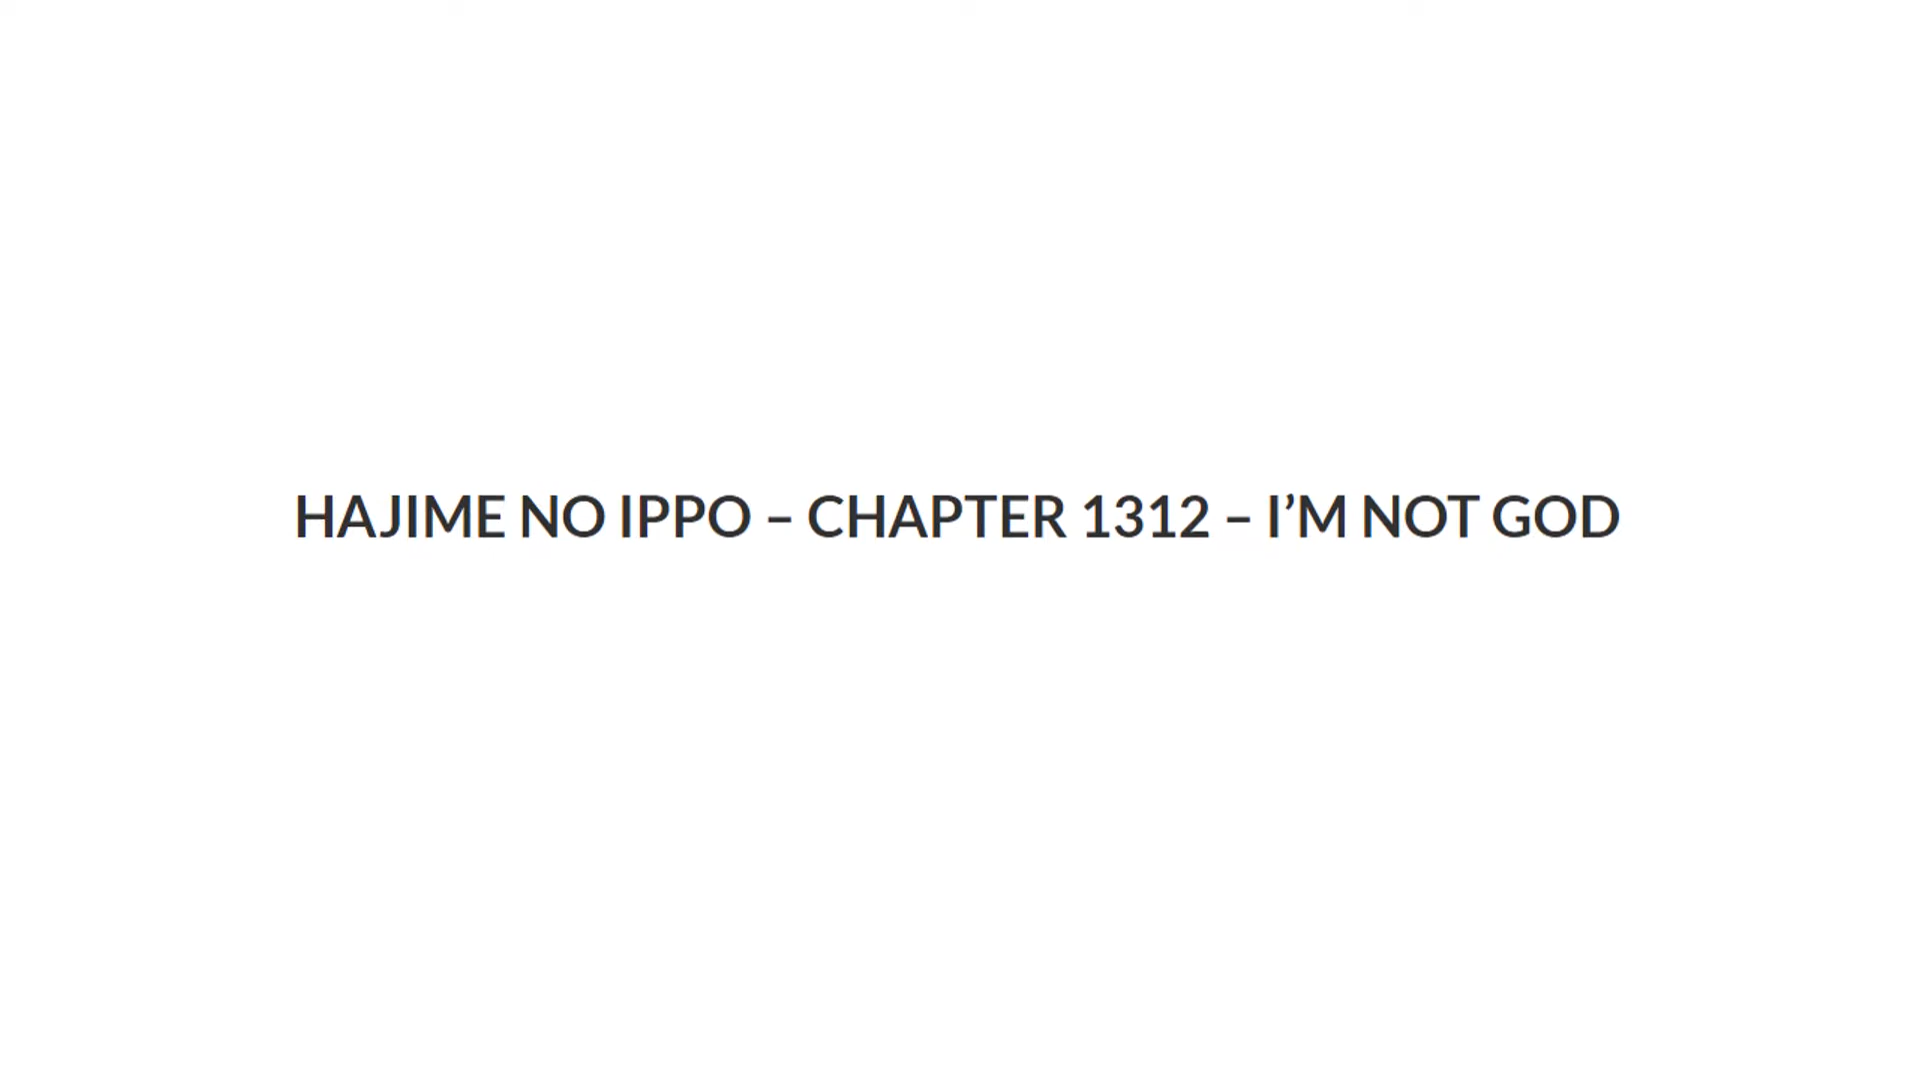 HAJIME NO IPPO – CHAPTER 1312 – I’M NOT GOD